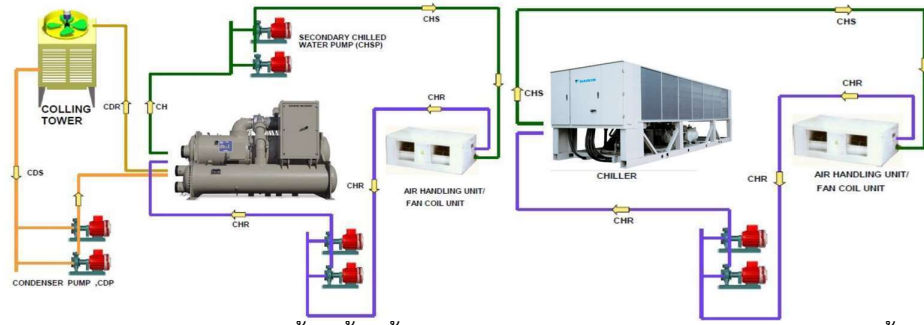 CHS
SECONDARY CHILLED
WATER PUMP (CHSP)
COLLING
TOWER
CDR
CH
CHR
CHR
AIR HANDLING UNIT/
FAN COIL UNIT
CDS
CHR
CONDENSER PUMP ,CDP
CHS
CHS
DAIKIN
CHR
CHILLER
CHR
AIR HANDLING UNIT/
FAN COIL UNIT
CHR